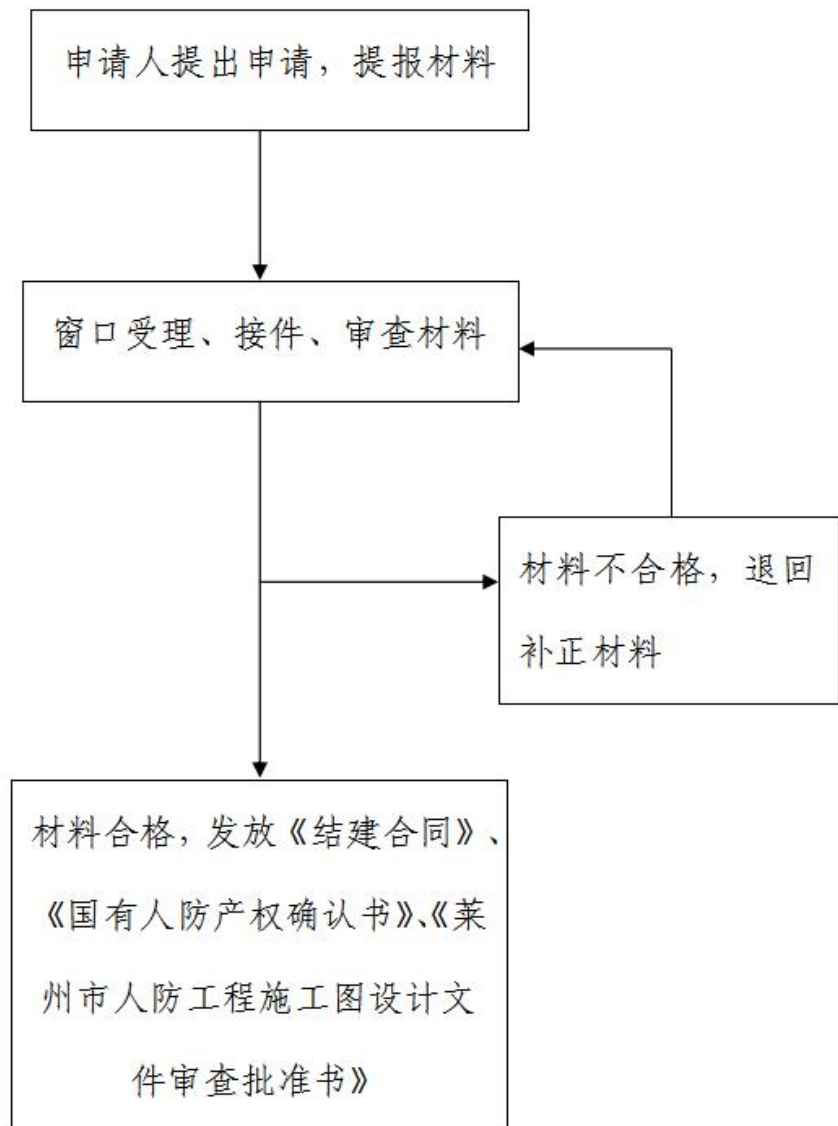 申请人提出申请，提报材料
窗口受理、接件、审查材料
材料不合格，退回
补正材料
材料合格，发放《结建合同》、
《国有人防产权确认书》、《莱
州市人防工程施工图设计文
件审查批准书》